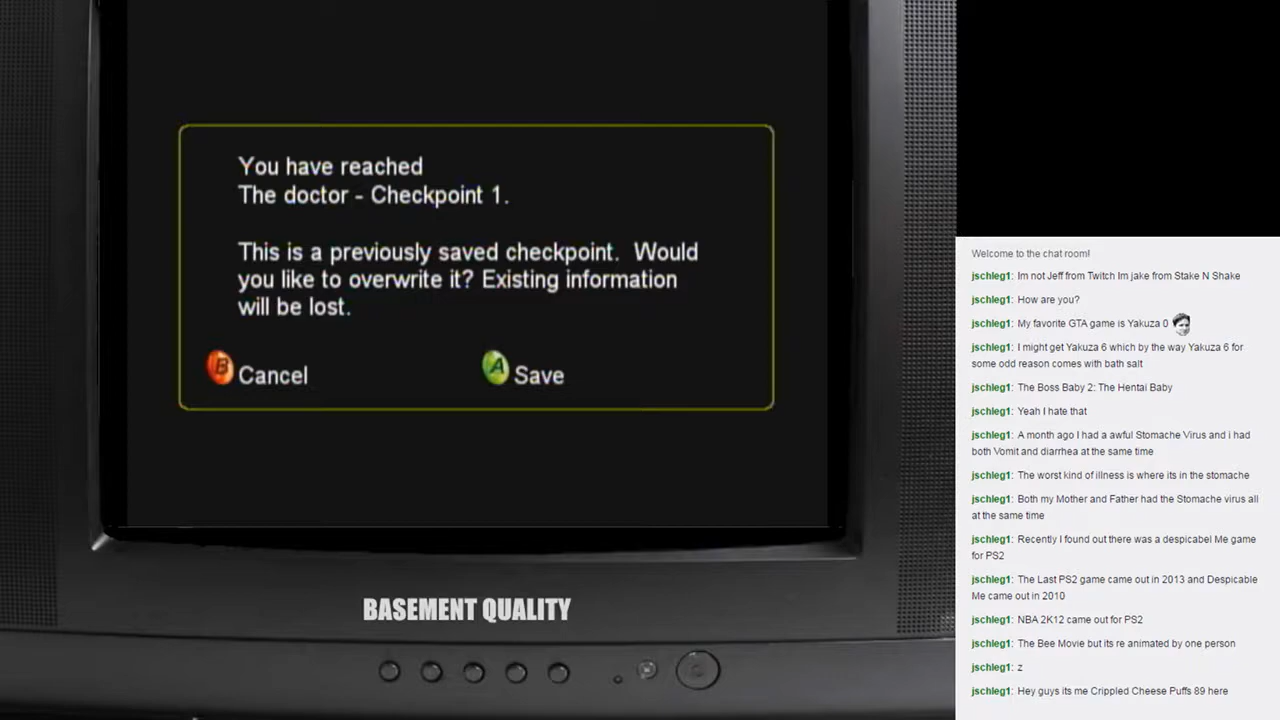 You have reached
The doctor - Checkpoint 1.
This is a previously saved checkpoint. Would
you like to overwrite it? Existing information
will be lost.
B Cancel
A Save
BASEMENT QUALITY
Welcome to the chat room!
jschleg1: Im not Jeff from Twitch Im jake from Stake N Shake
jschleg1: How are you?
jschleg1: My favorite GTA game is Yakuza 0
jschleg1: I might get Yakuza 6 which by the way Yakuza 6 for
some odd reason comes with bath salt
jschleg1: The Boss Baby 2: The Hentai Baby
jschleg1: Yeah I hate that
jschleg1: A month ago I had a awful Stomache Virus and i had
both Vomit and diarrhea at the same time
jschleg1: The worst kind of illness is where its in the stomache
jschleg1: Both my Mother and Father had the Stomache virus all
at the same time
jschleg1: Recently I found out there was a despicabel Me game
for PS2
jschleg1: The Last PS2 game came out in 2013 and Despicable
Me came out in 2010
jschleg1: NBA 2K12 came out for PS2
jschleg1: The Bee Movie but its re animated by one person
jschleg1: z
jschleg1: Hey guys its me Crippled Cheese Puffs 89 here